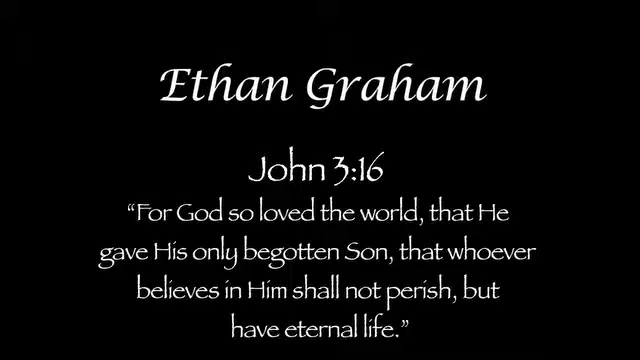 Ethan Graham
John 3:16
“For God so loved the world, that He
gave His only begotten Son, that whoever
believes in Him shall not perish, but
have eternal life.”